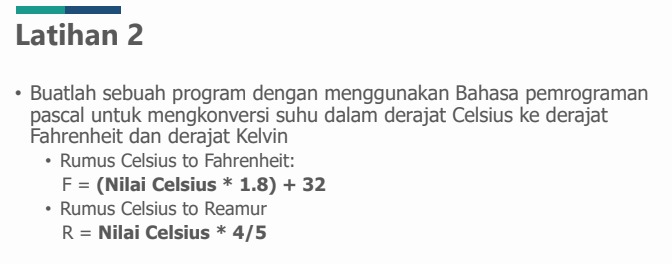 Latihan 2
• Buatlah sebuah program dengan menggunakan Bahasa pemrograman
pascal untuk mengkonversi suhu dalam derajat Celsius ke derajat
Fahrenheit dan derajat Kelvin
• Rumus Celsius to Fahrenheit:
F = (Nilai Celsius * 1.8) + 32
• Rumus Celsius to Reamur
R = Nilai Celsius * 4/5